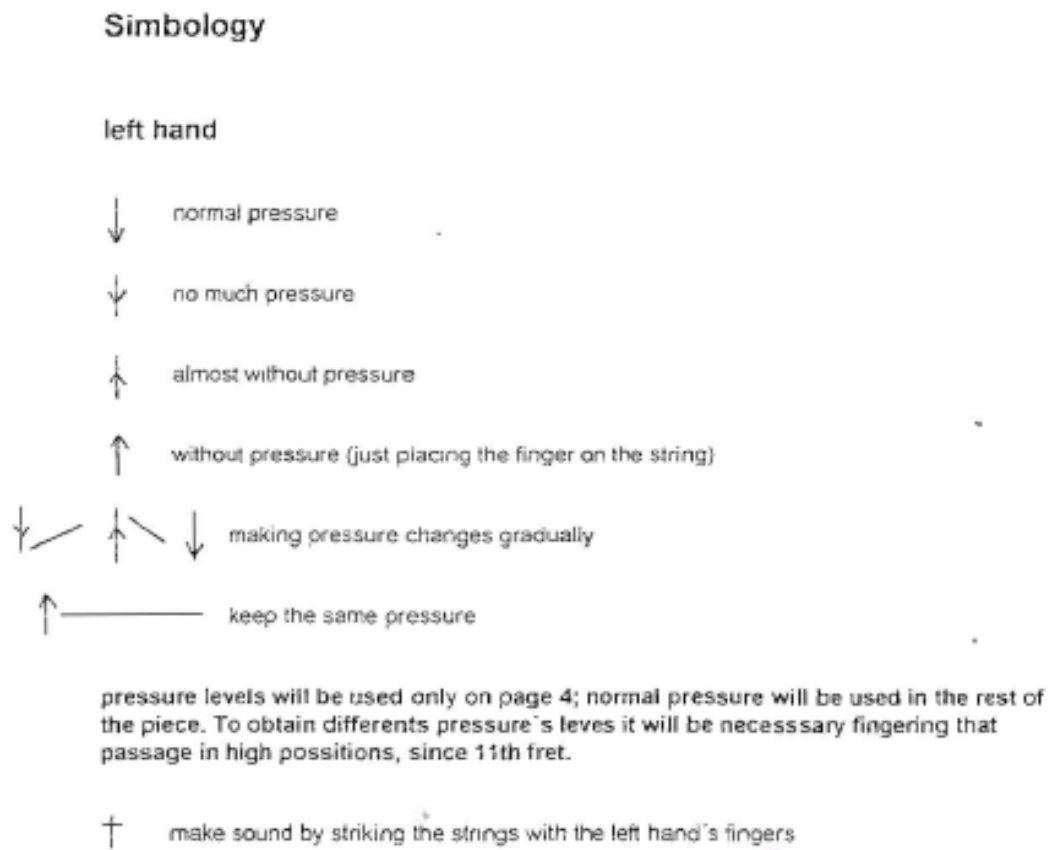 Simbology
left hand
normal pressure
no much pressure
almost without pressure
without pressure (just placing the finger on the string)
making pressure changes gradually
keep the same pressure
pressure levels will be used only on page 4; normal pressure will be used in the rest of
the piece. To obtain differents pressure´s leves it will be necesssary fingering that
passage in high possitions, since 11th fret.
make sound by striking the strings with the left hand´s fingers